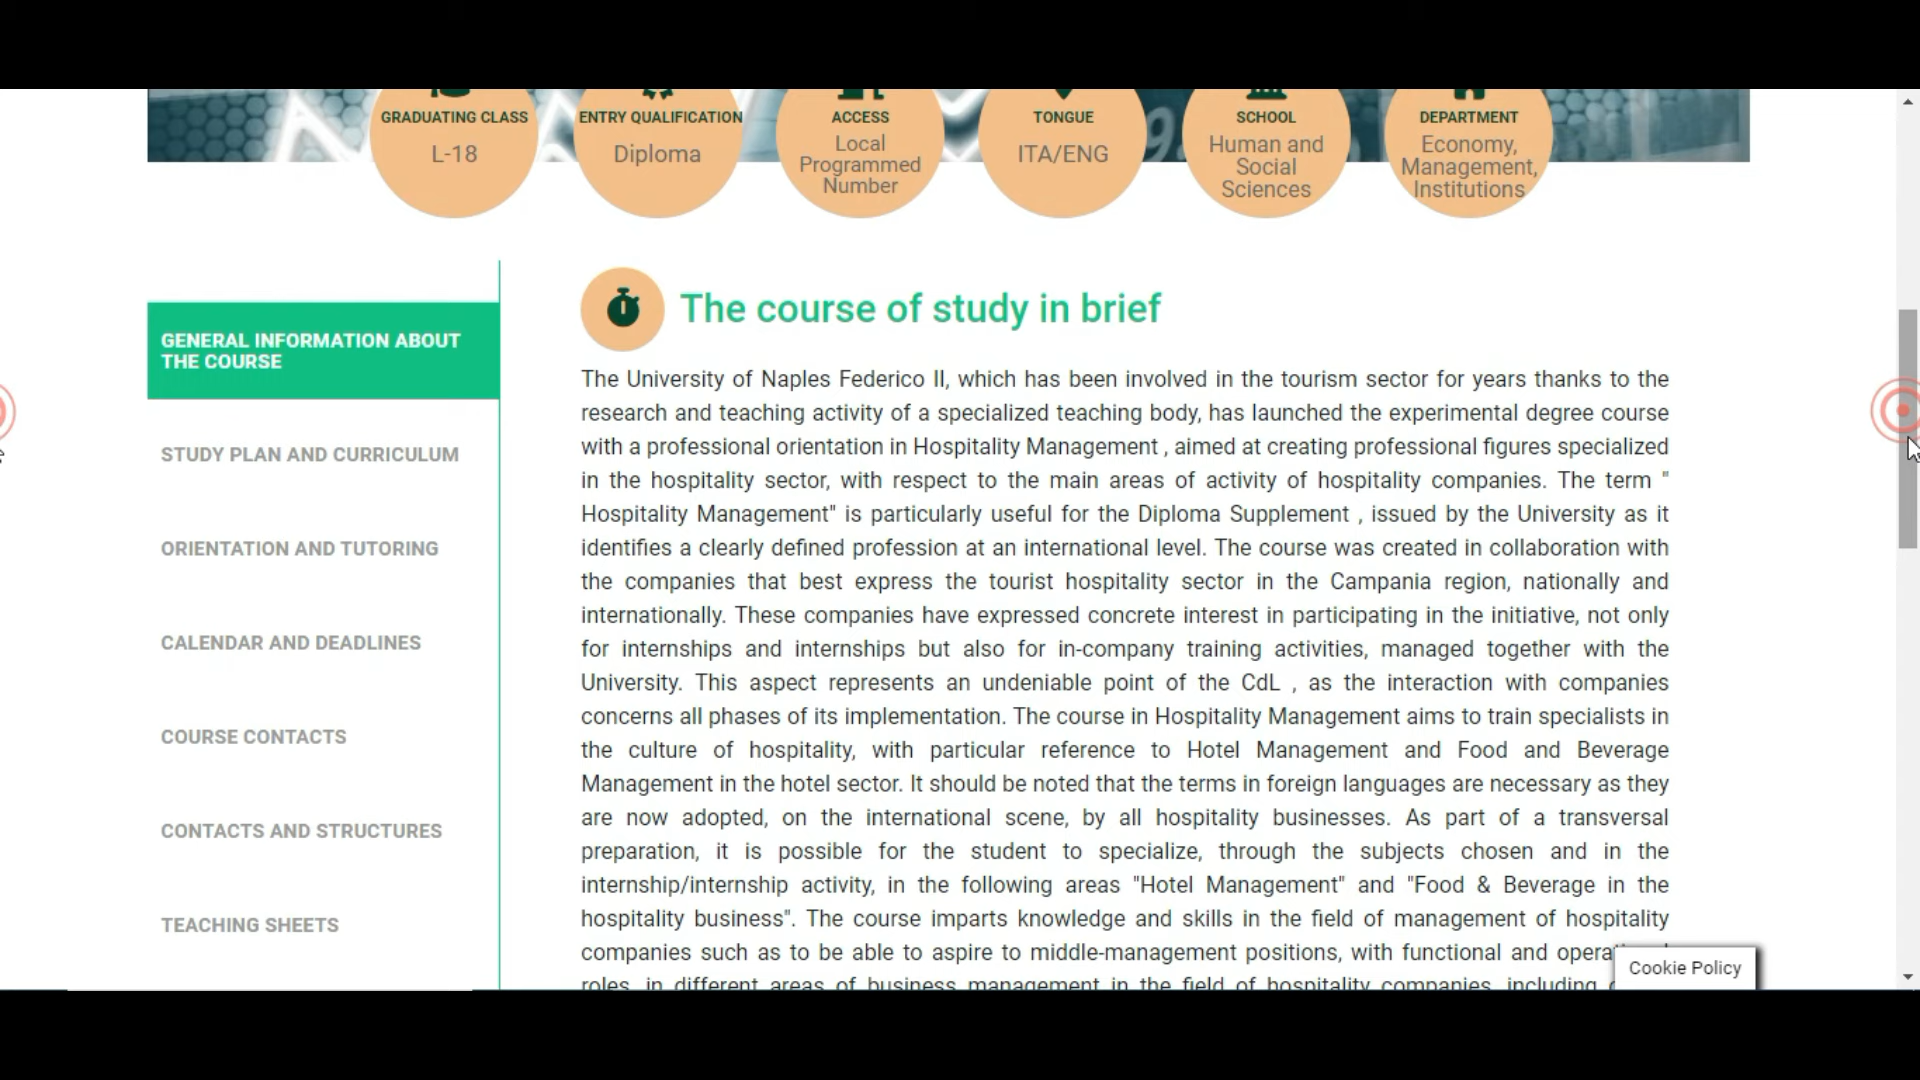 GRADUATING CLASS
L-18
ENTRY QUALIFICATION
Diploma
ACCESS
Local
Programmed
Number
TONGUE
ITA/ENG
SCHOOL
Human and
Social
Sciences
DEPARTMENT
Economy,
Management,
Institutions
GENERAL INFORMATION ABOUT
THE COURSE
STUDY PLAN AND CURRICULUM
ORIENTATION AND TUTORING
CALENDAR AND DEADLINES
COURSE CONTACTS
CONTACTS AND STRUCTURES
TEACHING SHEETS
The course of study in brief
The University of Naples Federico II, which has been involved in the tourism sector for years thanks to the
research and teaching activity of a specialized teaching body, has launched the experimental degree course
with a professional orientation in Hospitality Management , aimed at creating professional figures specialized
in the hospitality sector, with respect to the main areas of activity of hospitality companies. The term "
Hospitality Management" is particularly useful for the Diploma Supplement , issued by the University as it
identifies a clearly defined profession at an international level. The course was created in collaboration with
the companies that best express the tourist hospitality sector in the Campania region, nationally and
internationally. These companies have expressed concrete interest in participating in the initiative, not only
for internships and internships but also for in-company training activities, managed together with the
University. This aspect represents an undeniable point of the CdL , as the interaction with companies
concerns all phases of its implementation. The course in Hospitality Management aims to train specialists in
the culture of hospitality, with particular reference to Hotel Management and Food and Beverage
Management in the hotel sector. It should be noted that the terms in foreign languages are necessary as they
are now adopted, on the international scene, by all hospitality businesses. As part of a transversal
preparation, it is possible for the student to specialize, through the subjects chosen and in the
internship/internship activity, in the following areas "Hotel Management" and "Food & Beverage in the
hospitality business". The course imparts knowledge and skills in the field of management of hospitality
companies such as to be able to aspire to middle-management positions, with functional and
roles, in different areas of business management in the field of hospitality companies, including
Cookie Policy